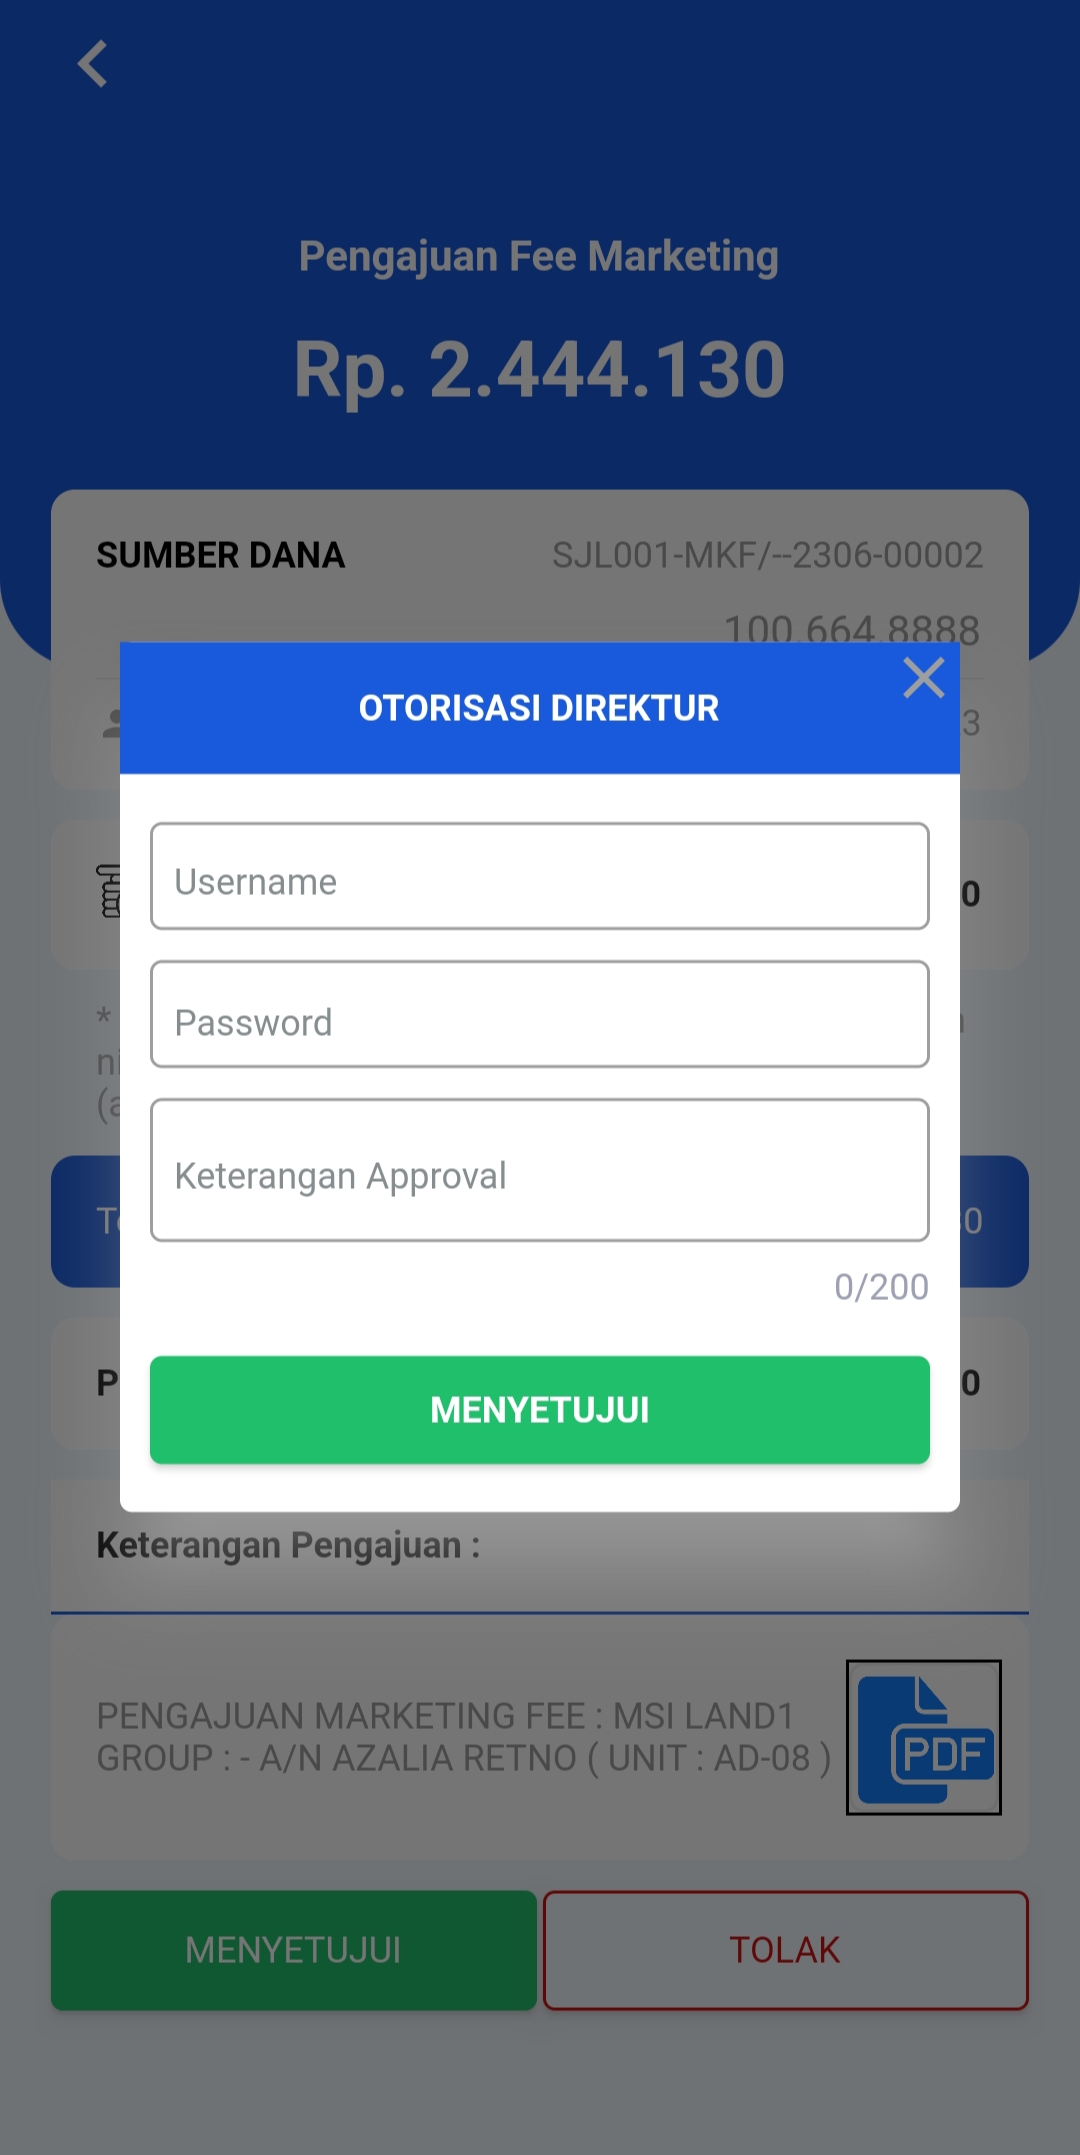 Pengajuan Fee Marketing
Rp. 2.444.130
SUMBER DANA SJL001-MKF/--2306-00002
100.664.8888
OTORISASI DIREKTUR
3
Username
0
Password
*
Keterangan Approval
0/200
MENYETUJUI
Keterangan Pengajuan :
PENGAJUAN MARKETING FEE : MSI LAND1
GROUP : - A/N AZALIA RETNO ( UNIT : AD-08 )
PDF
MENYETUJUI TOLAK